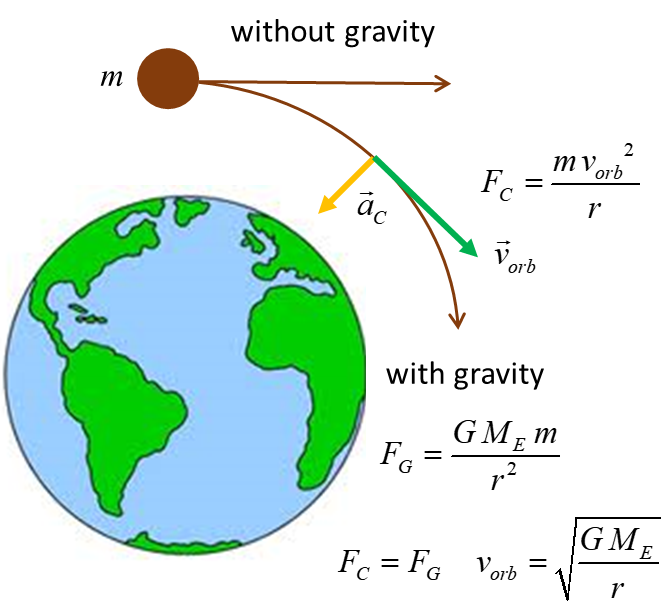 without gravity
m
F_C = \frac{m v_{orb}^2}{r}
\vec{a}_C
\vec{v}_{orb}
with gravity
F_G = \frac{G M_E m}{r^2}
F_C = F_G v_{orb} = \sqrt{\frac{G M_E}{r}}